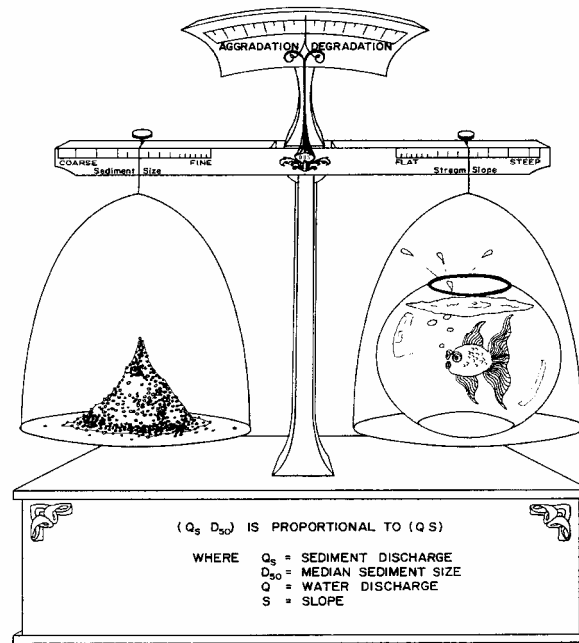 AGGRADATION DEGRADATION
COARSE FINE FLAT STEEP
Sediment Size Stream Slope
(Qs D50) IS PROPORTIONAL TO (QS)
WHERE Qs = SEDIMENT DISCHARGE
D50 = MEDIAN SEDIMENT SIZE
Q = WATER DISCHARGE
S = SLOPE